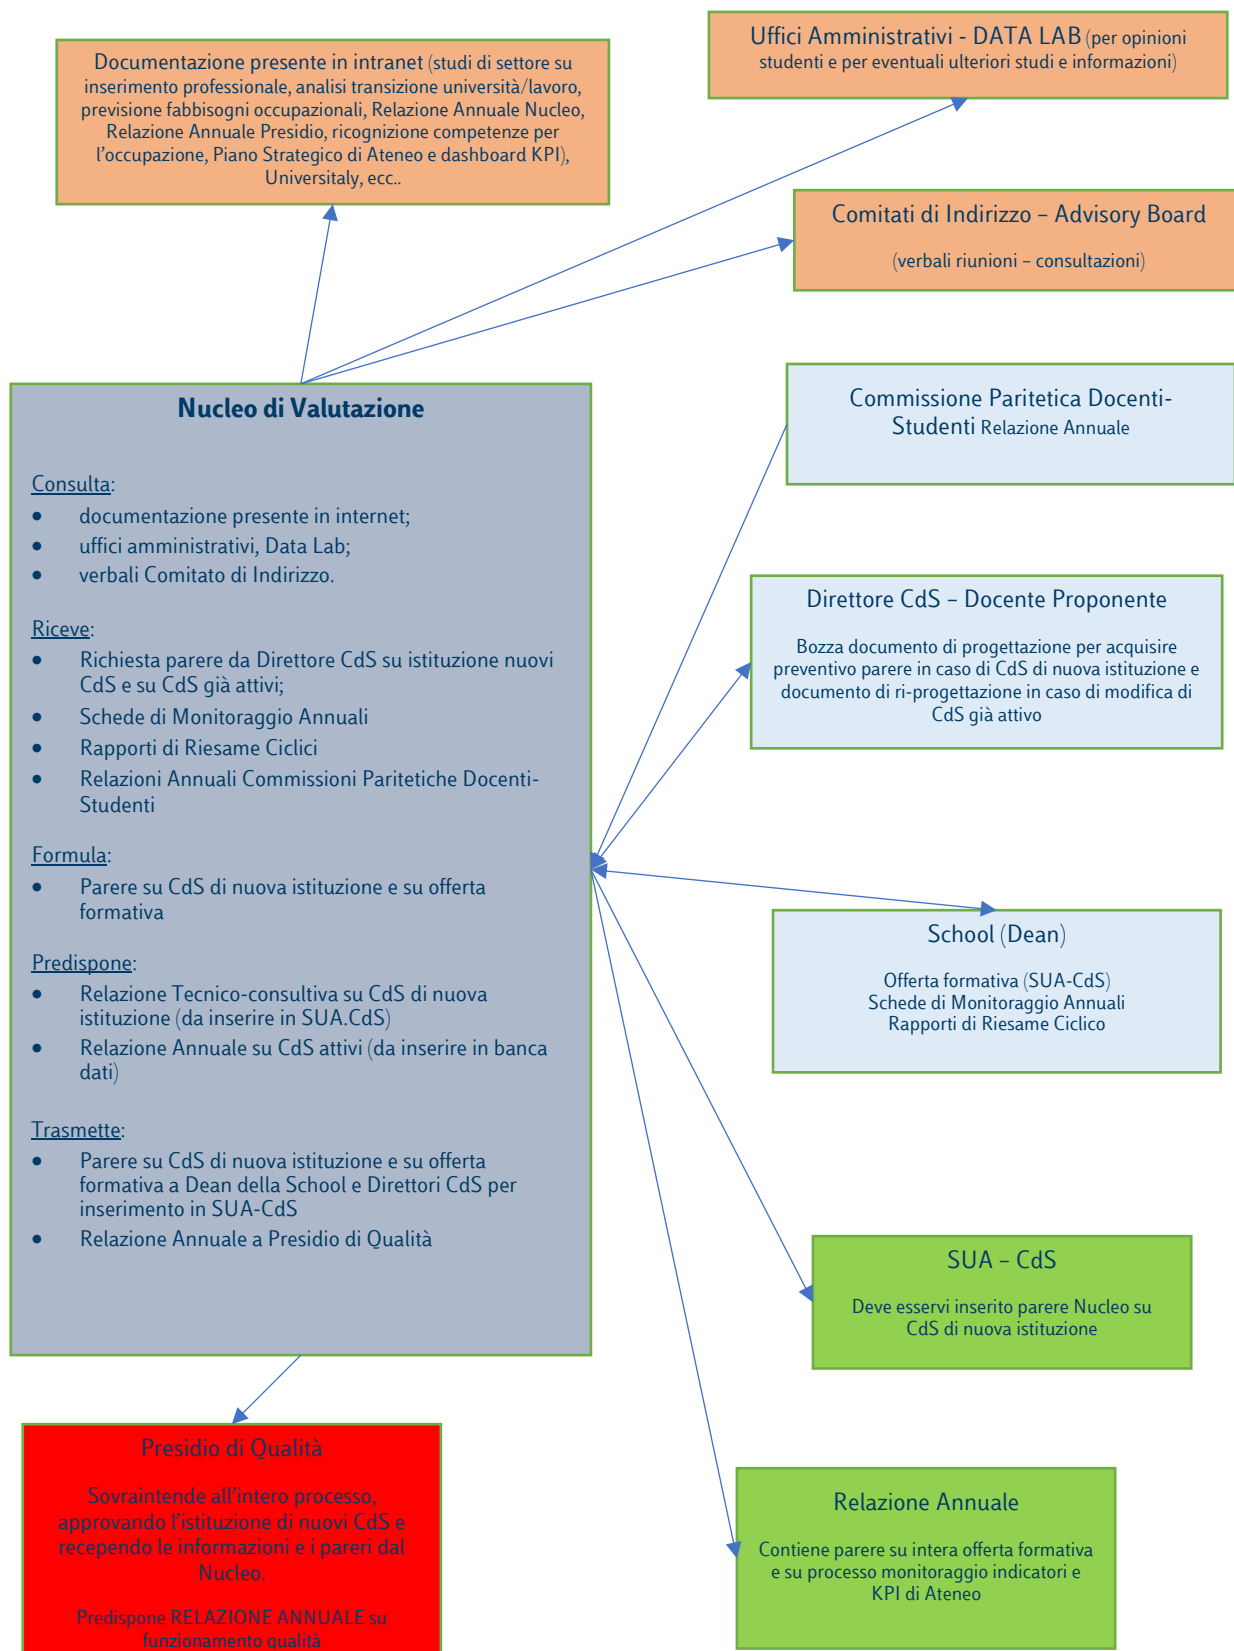 Documentazione presente in intranet (studi di settore su
inserimento professionale, analisi transizione università/lavoro,
previsione fabbisogni occupazionali, Relazione Annuale Nucleo,
Relazione Annuale Presidio, ricognizione competenze per
l’occupazione, Piano Strategico di Ateneo e dashboard KPI),
Universitaly, ecc..
Uffici Amministrativi - DATA LAB (per opinioni
studenti e per eventuali ulteriori studi e informazioni)
Comitati di Indirizzo – Advisory Board
(verbali riunioni – consultazioni)
Nucleo di Valutazione
Consulta:
• documentazione presente in internet;
• uffici amministrativi, Data Lab;
• verbali Comitato di Indirizzo.
Riceve:
• Richiesta parere da Direttore CdS su istituzione nuovi
CdS e su CdS già attivi;
• Schede di Monitoraggio Annuali
• Rapporti di Riesame Ciclici
• Relazioni Annuali Commissioni Paritetiche Docenti-
Studenti
Formula:
• Parere su CdS di nuova istituzione e su offerta
formativa
Predispone:
• Relazione Tecnico-consultiva su CdS di nuova
istituzione (da inserire in SUA.CdS)
• Relazione Annuale su CdS attivi (da inserire in banca
dati)
Trasmette:
• Parere su CdS di nuova istituzione e su offerta
formativa a Dean della School e Direttori CdS per
inserimento in SUA-CdS
• Relazione Annuale a Presidio di Qualità
Commissione Paritetica Docenti-
Studenti Relazione Annuale
Direttore CdS – Docente Proponente
Bozza documento di progettazione per acquisire
preventivo parere in caso di CdS di nuova istituzione e
documento di ri-progettazione in caso di modifica di
CdS già attivo
School (Dean)
Offerta formativa (SUA-CdS)
Schede di Monitoraggio Annuali
Rapporti di Riesame Ciclico
SUA – CdS
Deve esservi inserito parere Nucleo su
CdS di nuova istituzione
Presidio di Qualità
Sovraintende all’intero processo,
approvando l’istituzione di nuovi CdS e
recependo le informazioni e i pareri dal
Nucleo.
Predispone RELAZIONE ANNUALE su
funzionamento qualità
Relazione Annuale
Contiene parere su intera offerta formativa
e su processo monitoraggio indicatori e
KPI di Ateneo